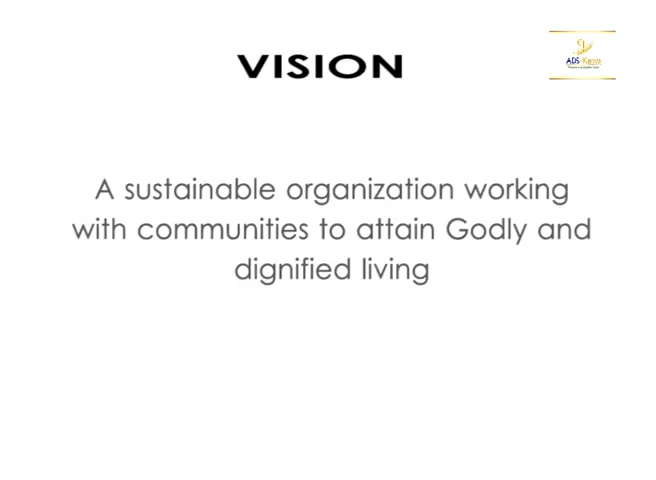 VISION
ADS-Kenya
A sustainable organization working
with communities to attain Godly and
dignified living